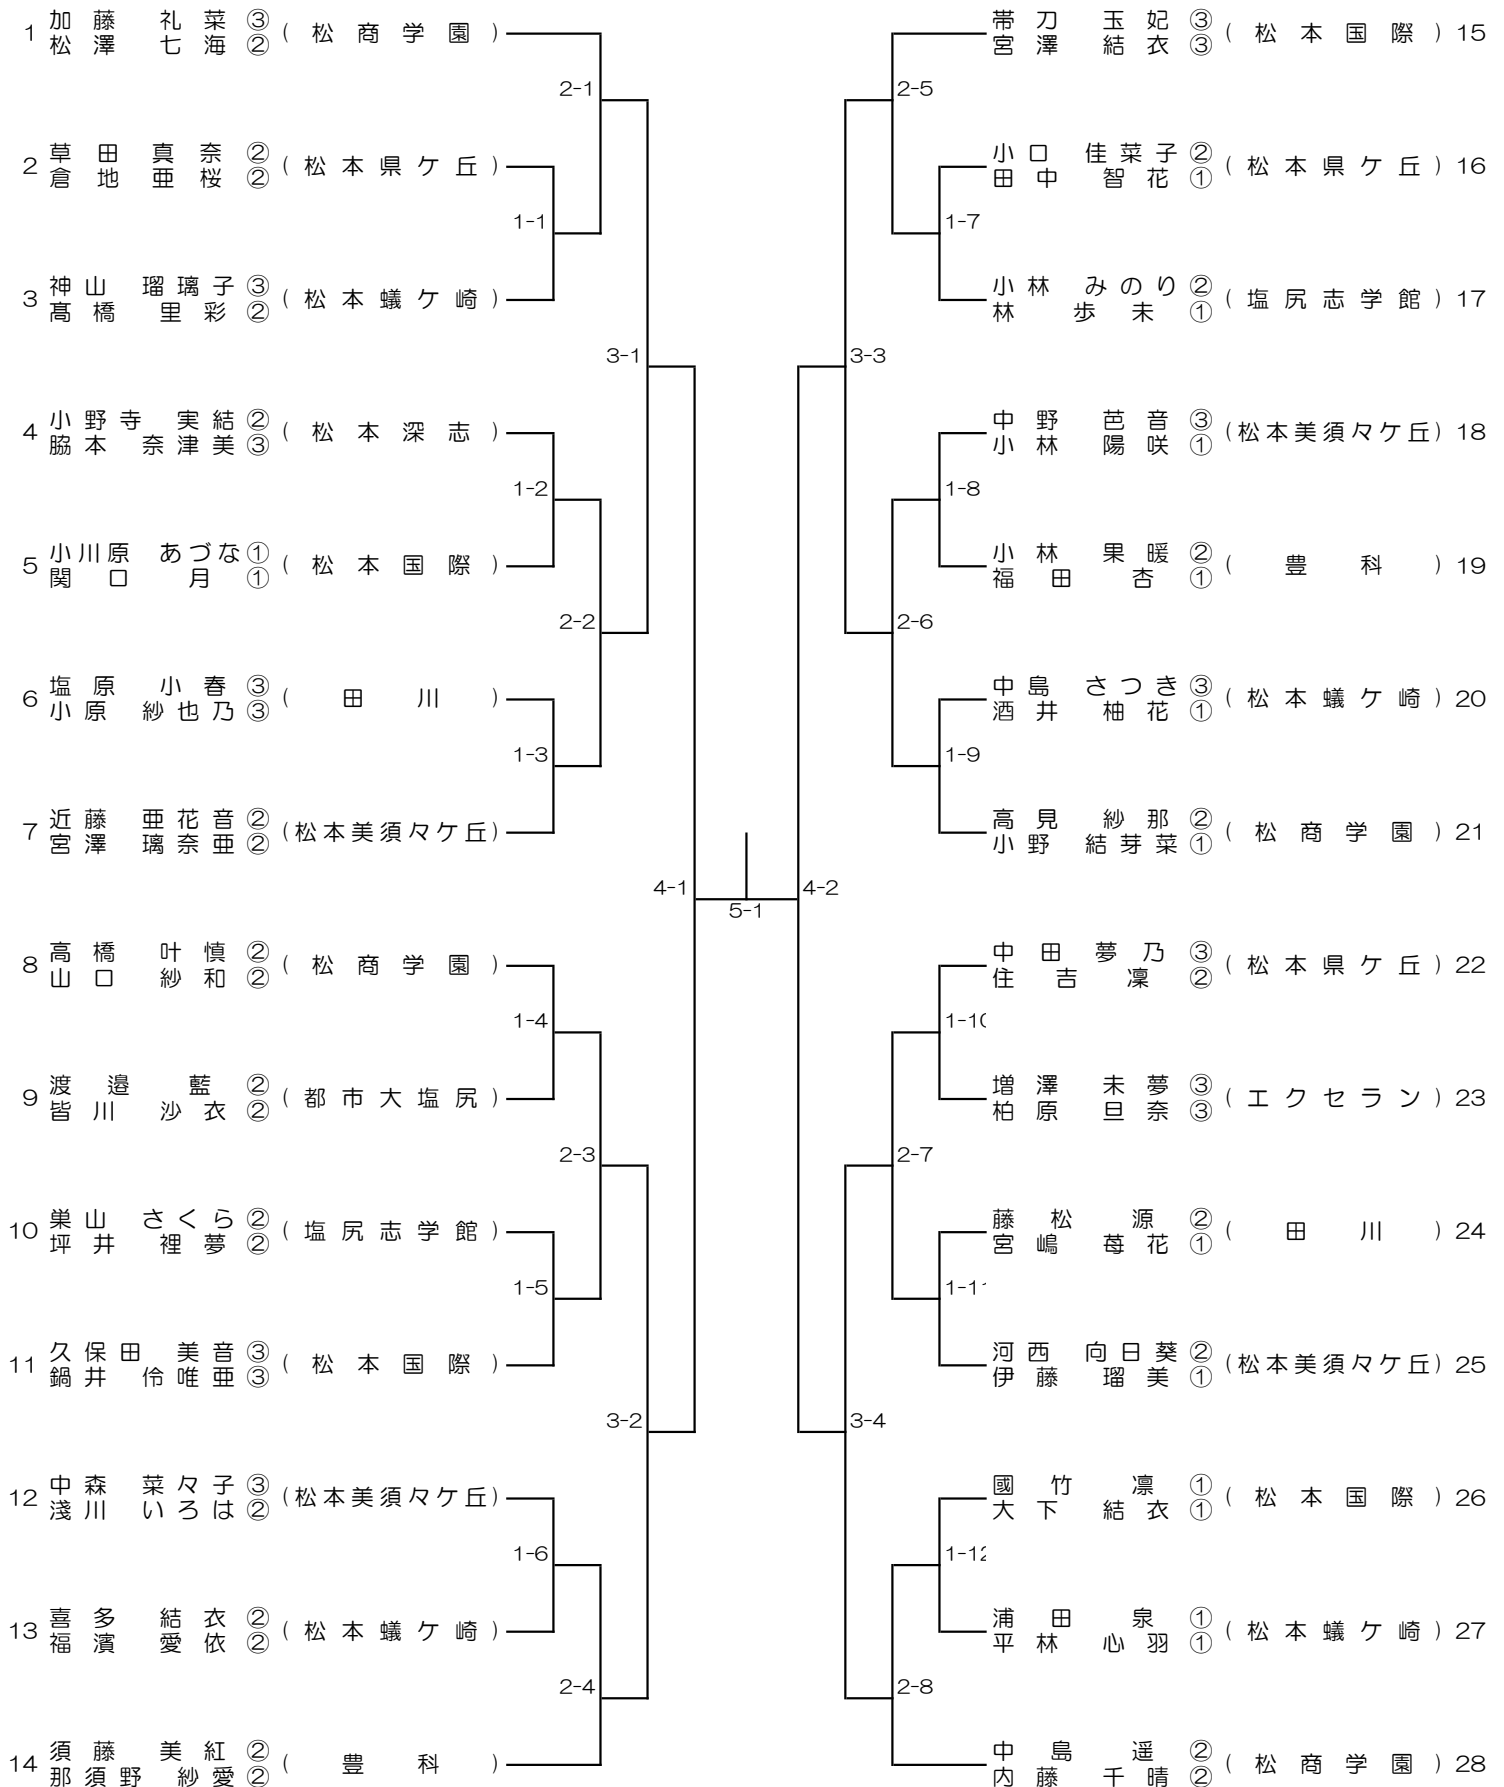 1 加藤 礼菜 ③ (松商学園)
松澤 七海 ②
2-1
2 草田 真奈 ② (松本県ケ丘)
倉地 亜桜 ②
1-1
3 神山 瑠璃子 ③ (松本蟻ケ崎)
髙橋 里彩 ②
3-1
4 小野寺 実結 ② (松本深志)
脇本 奈津美 ③
1-2
5 小川原 あづな ① (松本国際)
関口 月 ①
2-2
6 塩原 小春 ③ (田川)
小原 紗也乃 ③
1-3
7 近藤 亜花音 ② (松本美須々ケ丘)
宮澤 璃奈亜 ②
4-1
8 高橋 叶慎 ② (松商学園)
山口 紗和 ②
1-4
9 渡邉 藍 ② (都市大塩尻)
皆川 沙衣 ②
2-3
10 巣山 さくら ② (塩尻志学館)
坪井 裡夢 ②
1-5
11 久保田 美音 ③ (松本国際)
鍋井 伶唯亜 ③
3-2
12 中森 菜々子 ③ (松本美須々ケ丘)
淺川 いろは ②
1-6
13 喜多 結衣 ② (松本蟻ケ崎)
福濱 愛依 ②
2-4
14 須藤 美紅 ② (豊科)
那須野 紗愛 ②
5-1
帯刀 玉妃 ③ (松本国際) 15
宮澤 結衣 ③
2-5
小口 佳菜子 ② (松本県ケ丘) 16
田中 智花 ①
1-7
小林 みのり ② (塩尻志学館) 17
林 歩未 ①
3-3
中野 芭音 ③ (松本美須々ケ丘) 18
小林 陽咲 ①
1-8
小林 果暖 ② (豊科) 19
福田 杏 ①
2-6
中島 さつき ③ (松本蟻ケ崎) 20
酒井 柚花 ①
1-9
高見 紗那 ② (松商学園) 21
小野 結芽菜 ①
4-2
中田 夢乃 ③ (松本県ケ丘) 22
住吉 凜 ②
1-10
増澤 未夢 ③ (エクセラン) 23
柏原 旦奈 ③
2-7
藤松 源 ② (田川) 24
宮嶋 苺花 ①
1-11
河西 向日葵 ② (松本美須々ケ丘) 25
伊藤 瑠美 ①
3-4
國竹 凛 ① (松本国際) 26
大下 結衣 ①
1-12
浦田 泉 ① (松本蟻ケ崎) 27
平林 心羽 ①
2-8
中島 遥 ② (松商学園) 28
内藤 千晴 ②